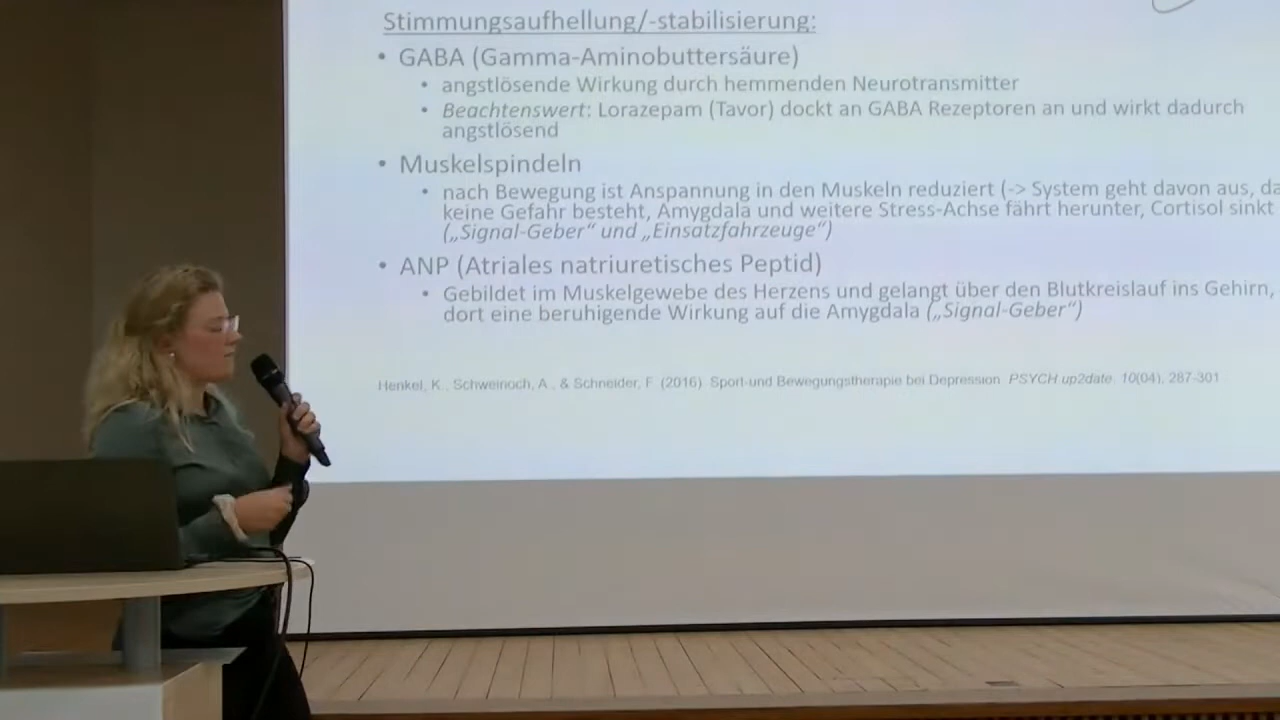 Stimmungsaufhellung/-stabilisierung:
• GABA (Gamma-Aminobuttersäure)
• angstlösende Wirkung durch hemmenden Neurotransmitter
• Beachtenswert: Lorazepam (Tavor) dockt an GABA Rezeptoren an und wirkt dadurch
angstlösend
• Muskelspindeln
• nach Bewegung ist Anspannung in den Muskeln reduziert (-> System geht davon aus, da
keine Gefahr besteht, Amygdala und weitere Stress-Achse fährt herunter, Cortisol sinkt
(„Signal-Geber“ und „Einsatzfahrzeuge“)
• ANP (Atriales natriuretisches Peptid)
• Gebildet im Muskelgewebe des Herzens und gelangt über den Blutkreislauf ins Gehirn,
dort eine beruhigende Wirkung auf die Amygdala („Signal-Geber“)
Henkel, K., Schweinoch, A., & Schneider, F. (2016). Sport-und Bewegungstherapie bei Depression. PSYCH up2date, 10(04), 287-301.